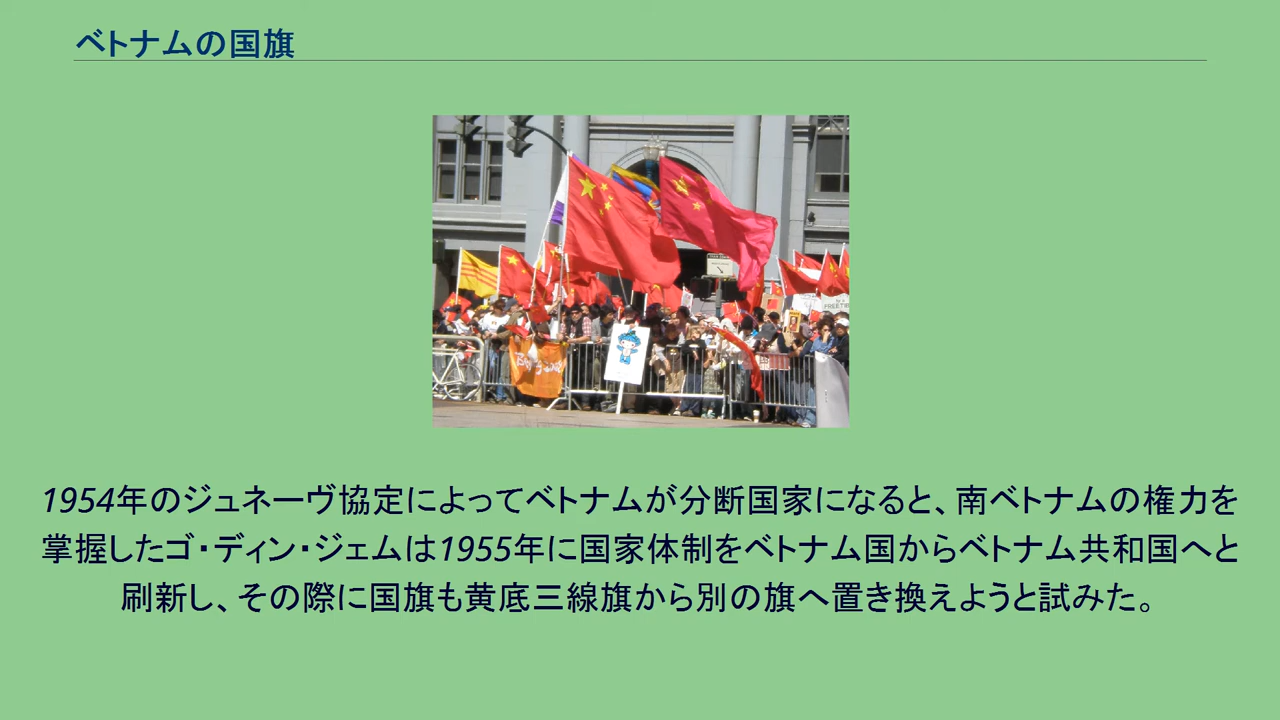 ベトナムの国旗
1954年のジュネーヴ協定によってベトナムが分断国家になると、南ベトナムの権力を
掌握したゴ・ディン・ジェムは1955年に国家体制をベトナム国からベトナム共和国へと
刷新し、その際に国旗も黄底三線旗から別の旗へ置き換えようと試みた。